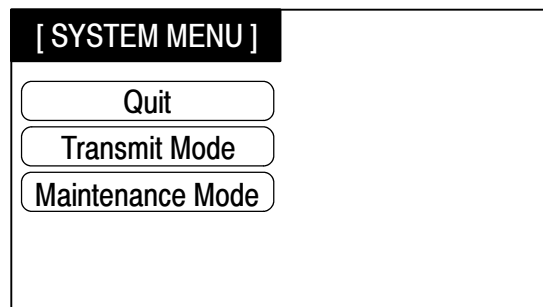 [ SYSTEM MENU ]
Quit
Transmit Mode
Maintenance Mode